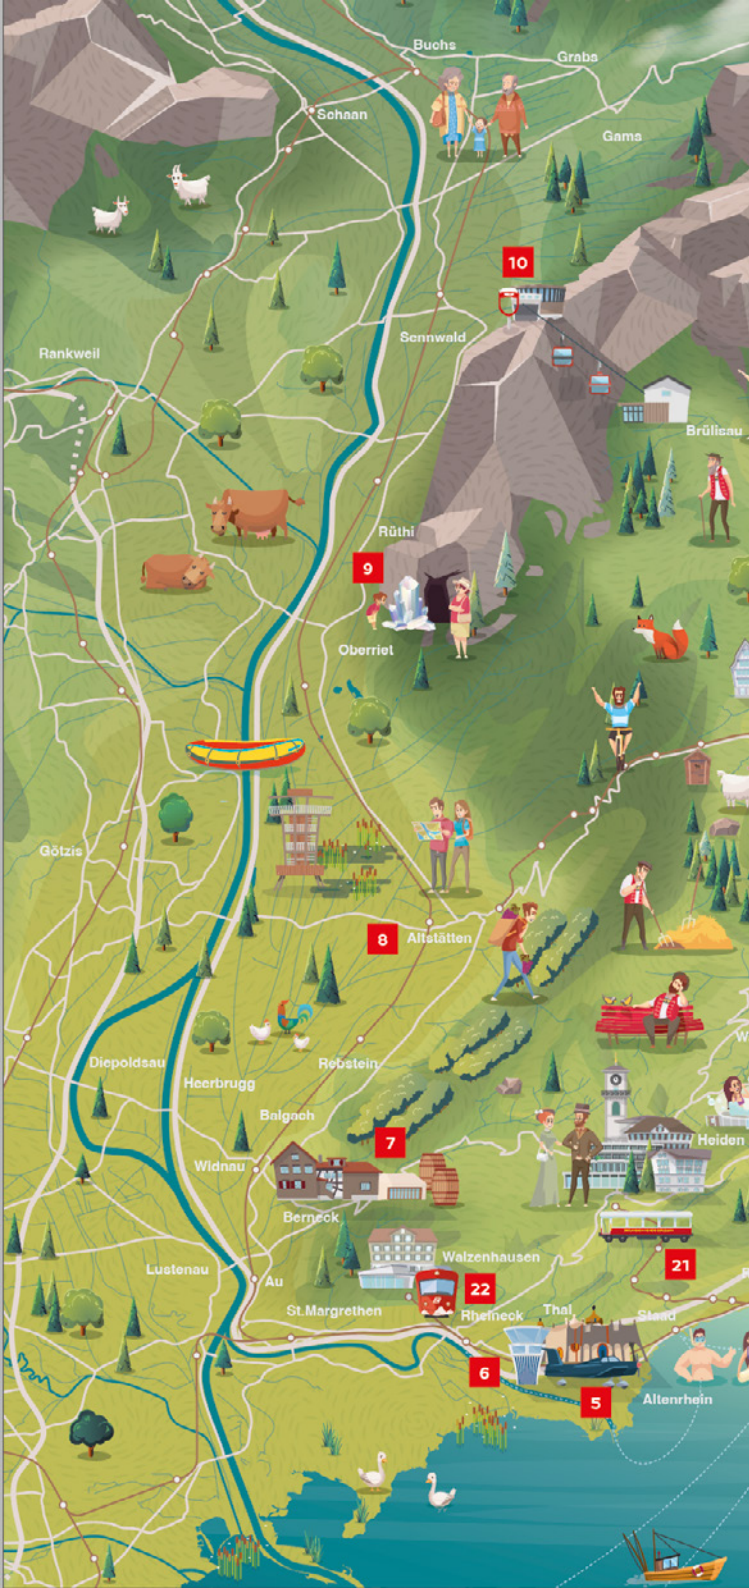 Buchs
Grabs
Schaan
Gams
10
Sennwald
Rankweil
Brülisau
Rüthi
9
Oberriet
Götzis
8
Altstätten
Diepoldsau
Rebstein
Heerbrugg
Balgach
7
Heiden
Widnau
Berneck
Walzenhausen
21
Lustenau
Au
22
St.Margrethen
Rheineck
Thal
Staad
6
5
Altenrhein